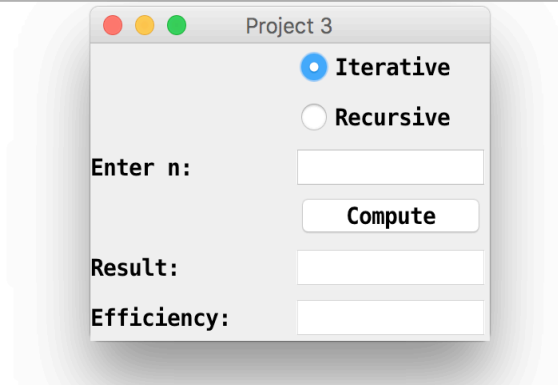 Project 3
Iterative
Recursive
Enter n:
Compute
Result:
Efficiency: